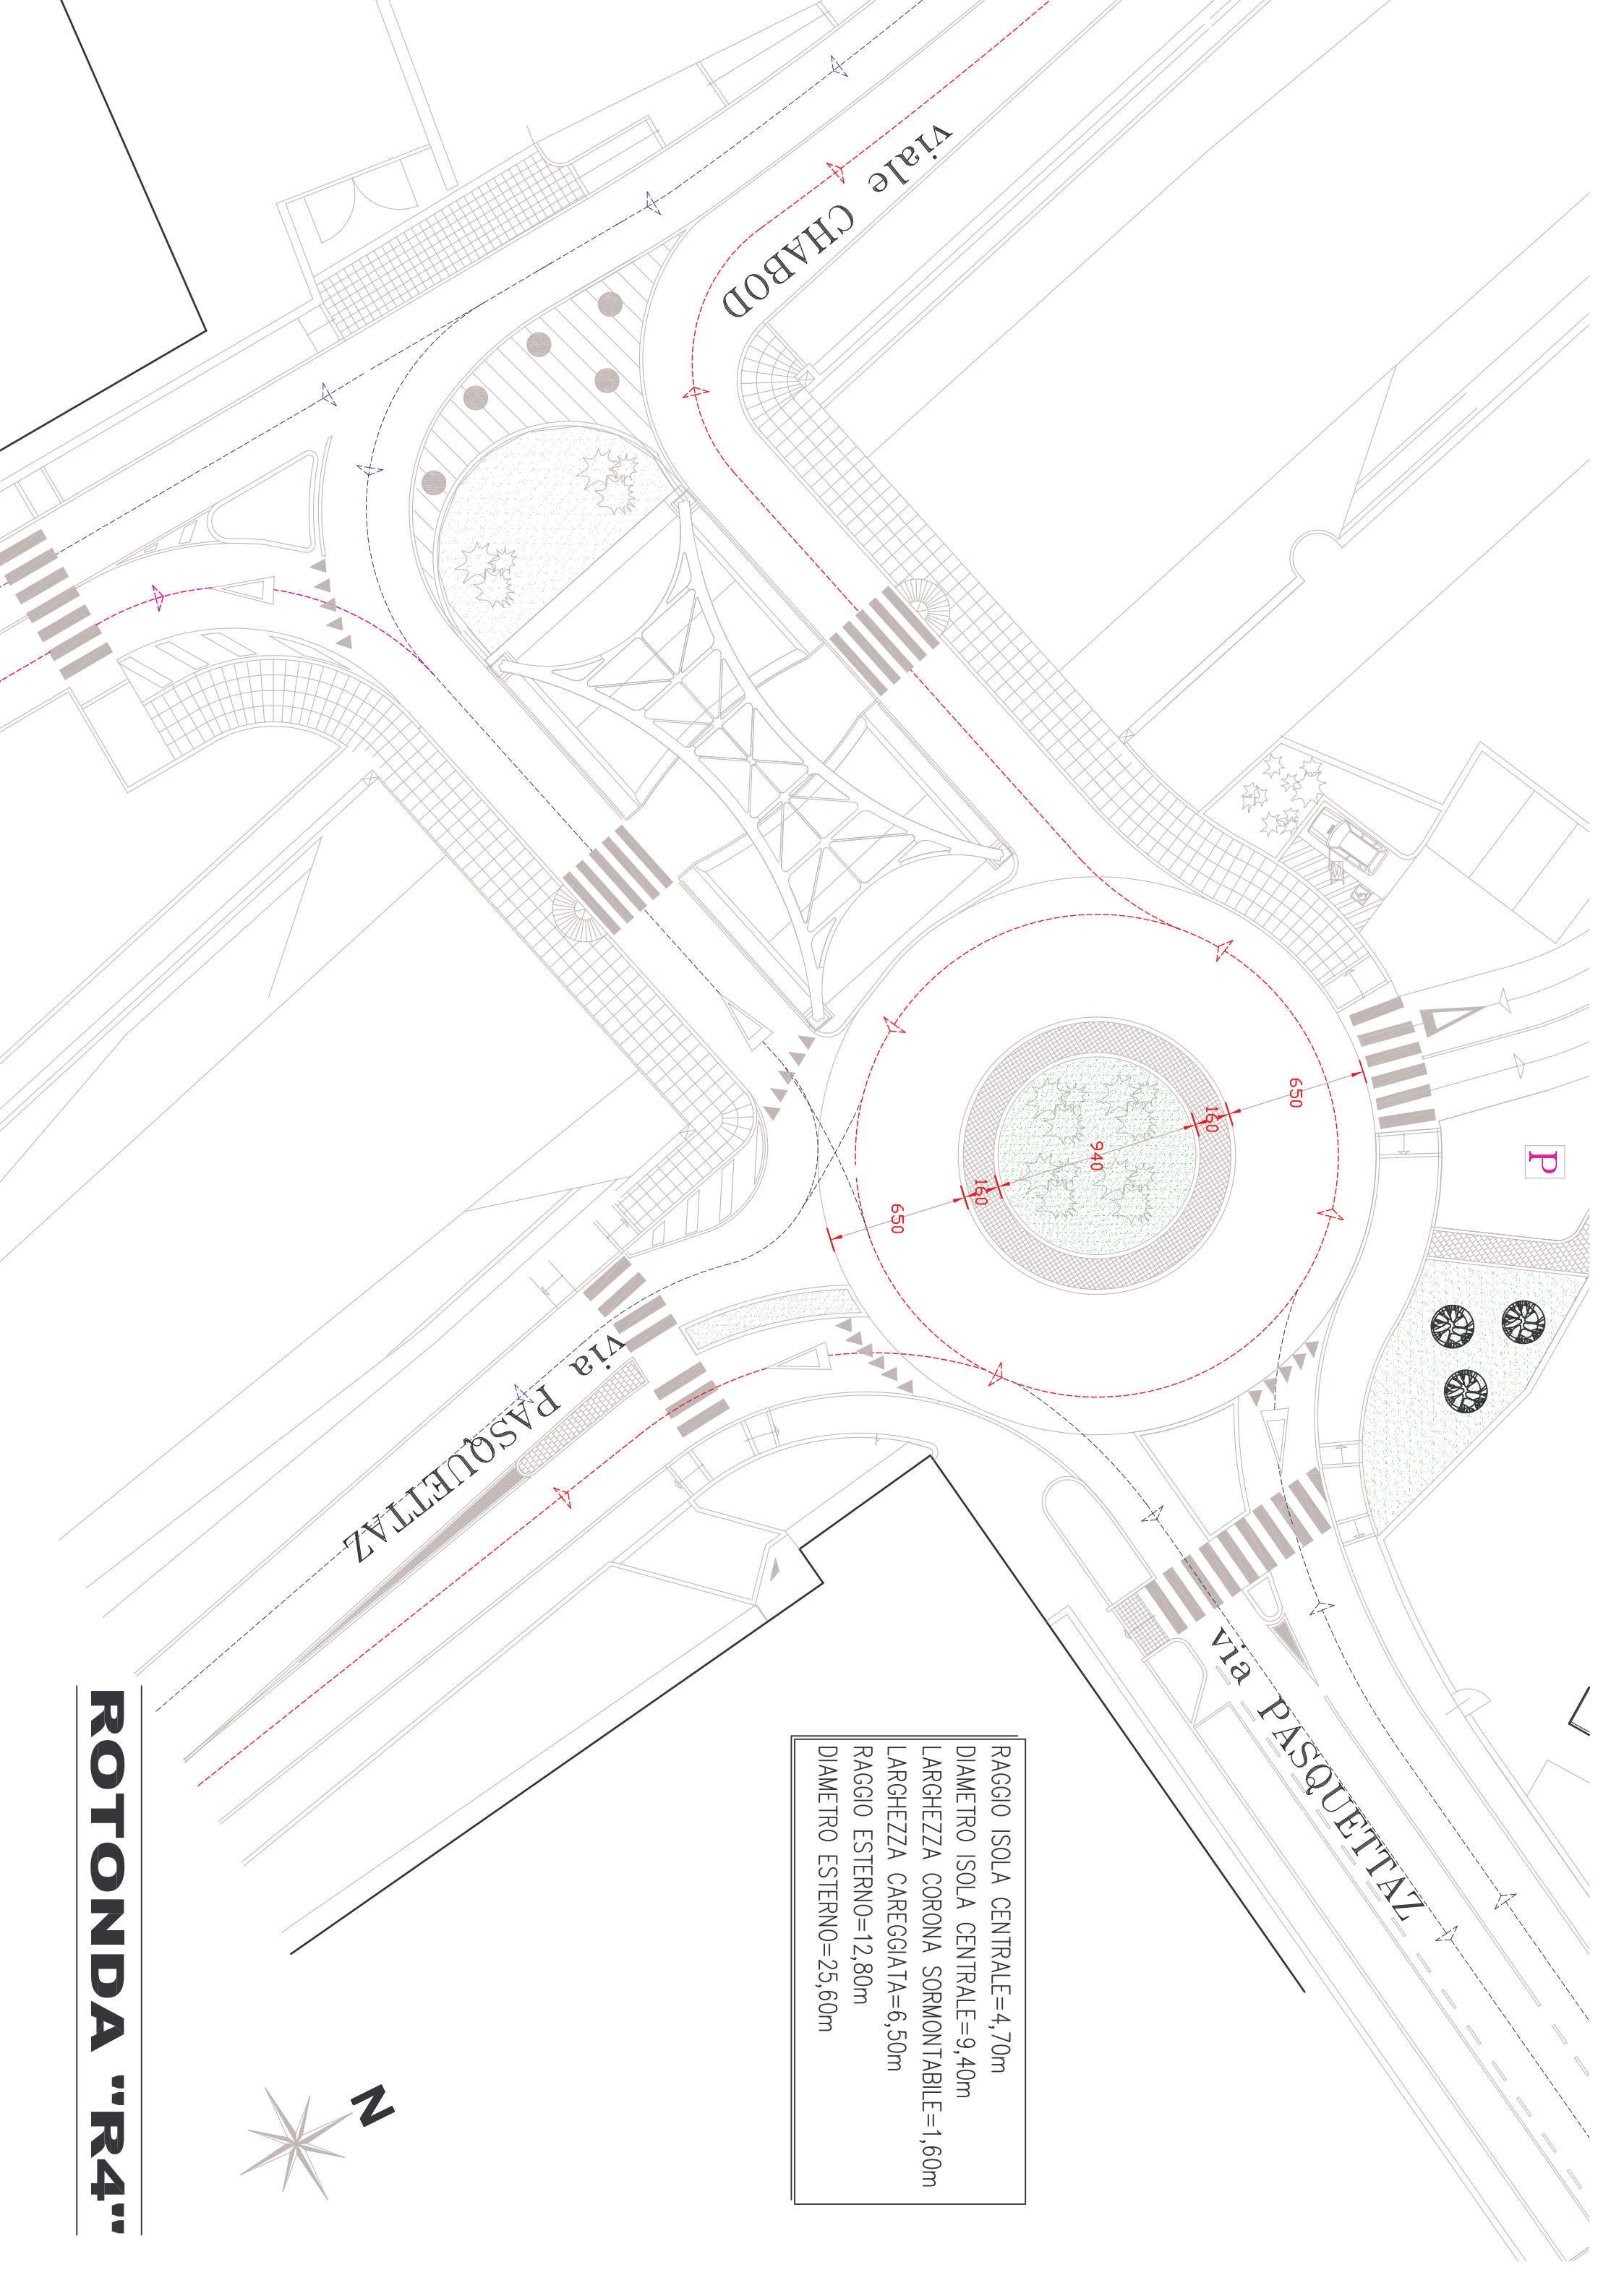 viale CHABOD
P
650
160
940
160
650
via PASQUETTAZ
via PASQUETTAZ
RAGGIO ISOLA CENTRALE=4,70m
DIAMETRO ISOLA CENTRALE=9,40m
LARGHEZZA CORONA SORMONTABILE=1,60m
LARGHEZZA CAREGGIATA=6,50m
RAGGIO ESTERNO=12,80m
DIAMETRO ESTERNO=25,60m
N
ROTONDA "R4"